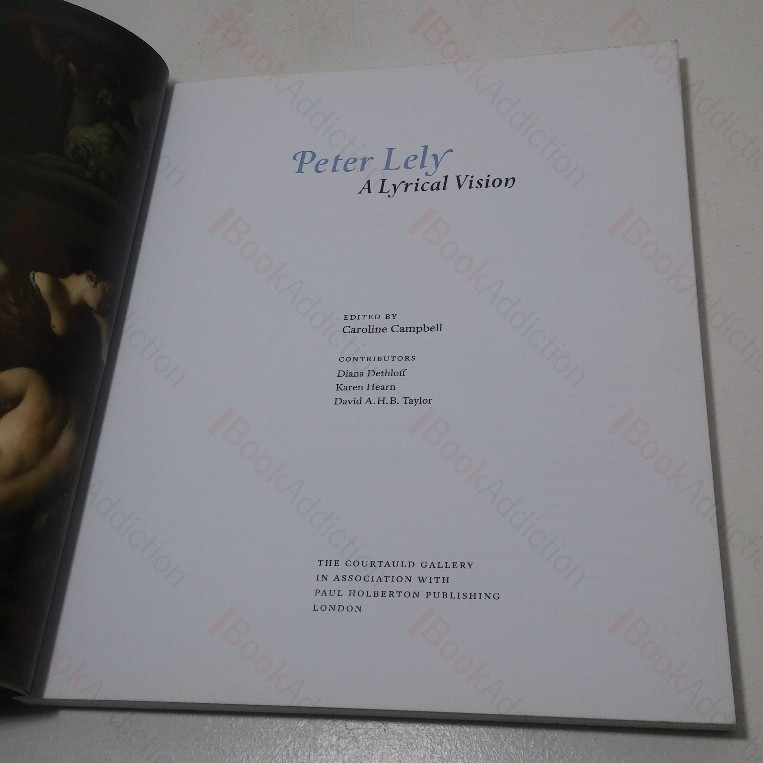 Peter Lely
A Lyrical Vision
EDITED BY
Caroline Campbell
CONTRIBUTORS
Diana Dethloff
Karen Hearn
David A.H.B. Taylor
THE COURTAULD GALLERY
IN ASSOCIATION WITH
PAUL HOLBERTON PUBLISHING
LONDON
BookAddiction